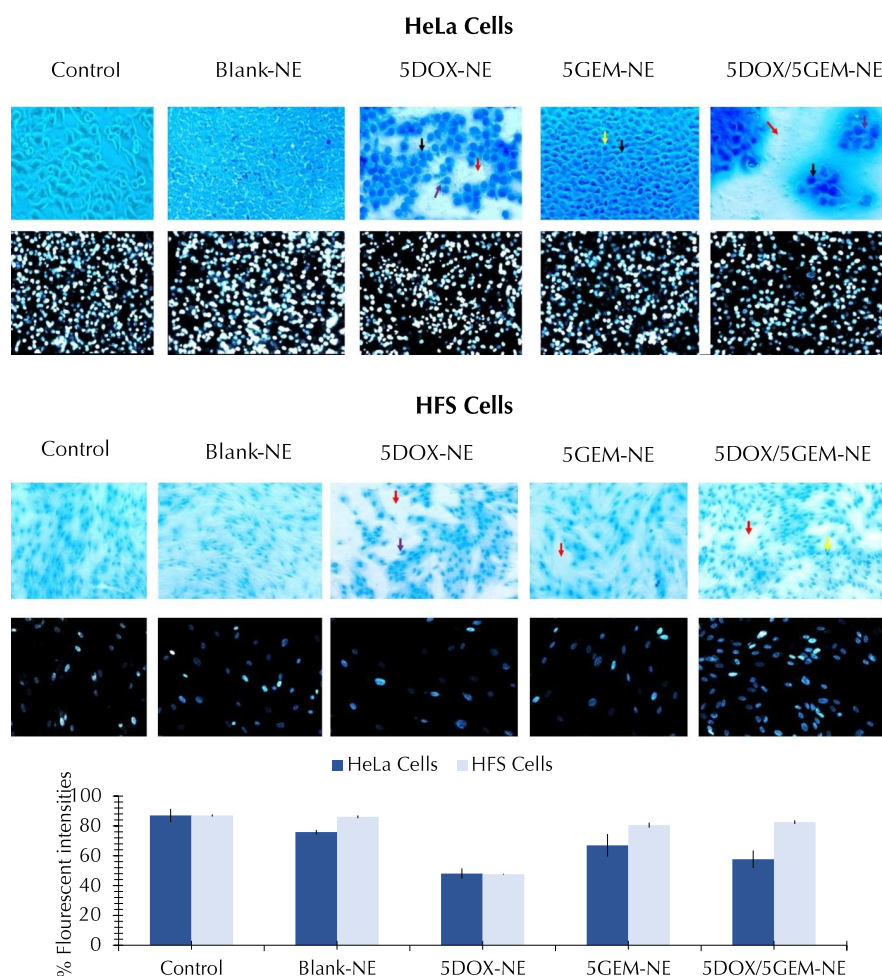 HeLa Cells
Control Blank-NE 5DOX-NE 5GEM-NE 5DOX/5GEM-NE
HFS Cells
Control Blank-NE 5DOX-NE 5GEM-NE 5DOX/5GEM-NE
HeLa Cells HFS Cells
% Flourescent intensities
100
80
60
40
20
0
Control Blank-NE 5DOX-NE 5GEM-NE 5DOX/5GEM-NE